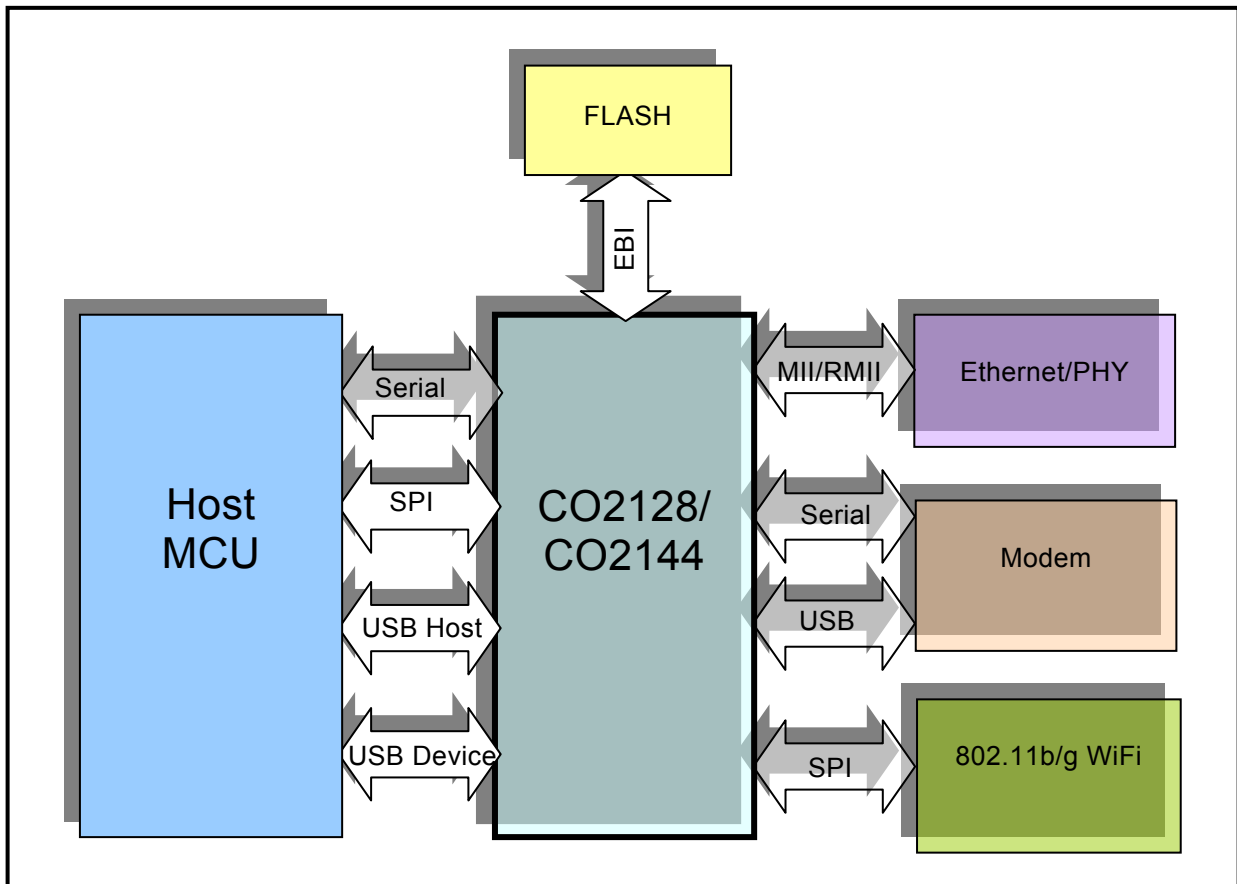 FLASH
EBI
Host
MCU
Serial
SPI
USB Host
USB Device
CO2128/
CO2144
MII/RMII
Serial
USB
SPI
Ethernet/PHY
Modem
802.11b/g WiFi